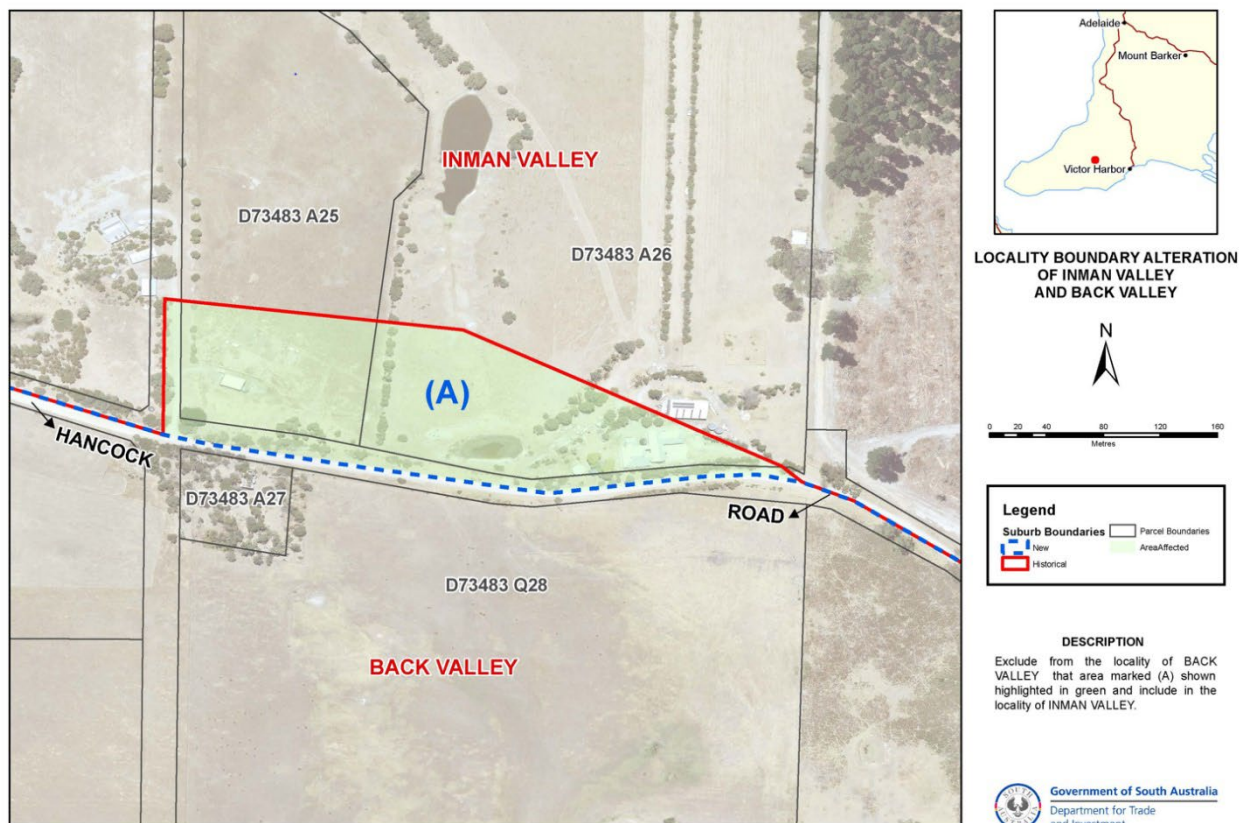 INMAN VALLEY
D73483 A25
D73483 A26
(A)
HANCOCK
D73483 A27
ROAD
D73483 Q28
BACK VALLEY
Adelaide
Mount Barker
Victor Harbor
LOCALITY BOUNDARY ALTERATION
OF INMAN VALLEY
AND BACK VALLEY
N
0 20 40 80 120 160
Metres
Legend
Suburb Boundaries
New
Historical
Parcel Boundaries
AreaAffected
DESCRIPTION
Exclude from the locality of BACK
VALLEY that area marked (A) shown
highlighted in green and include in the
locality of INMAN VALLEY.
SOUTH
Government of South Australia
Department for Trade
and Investment